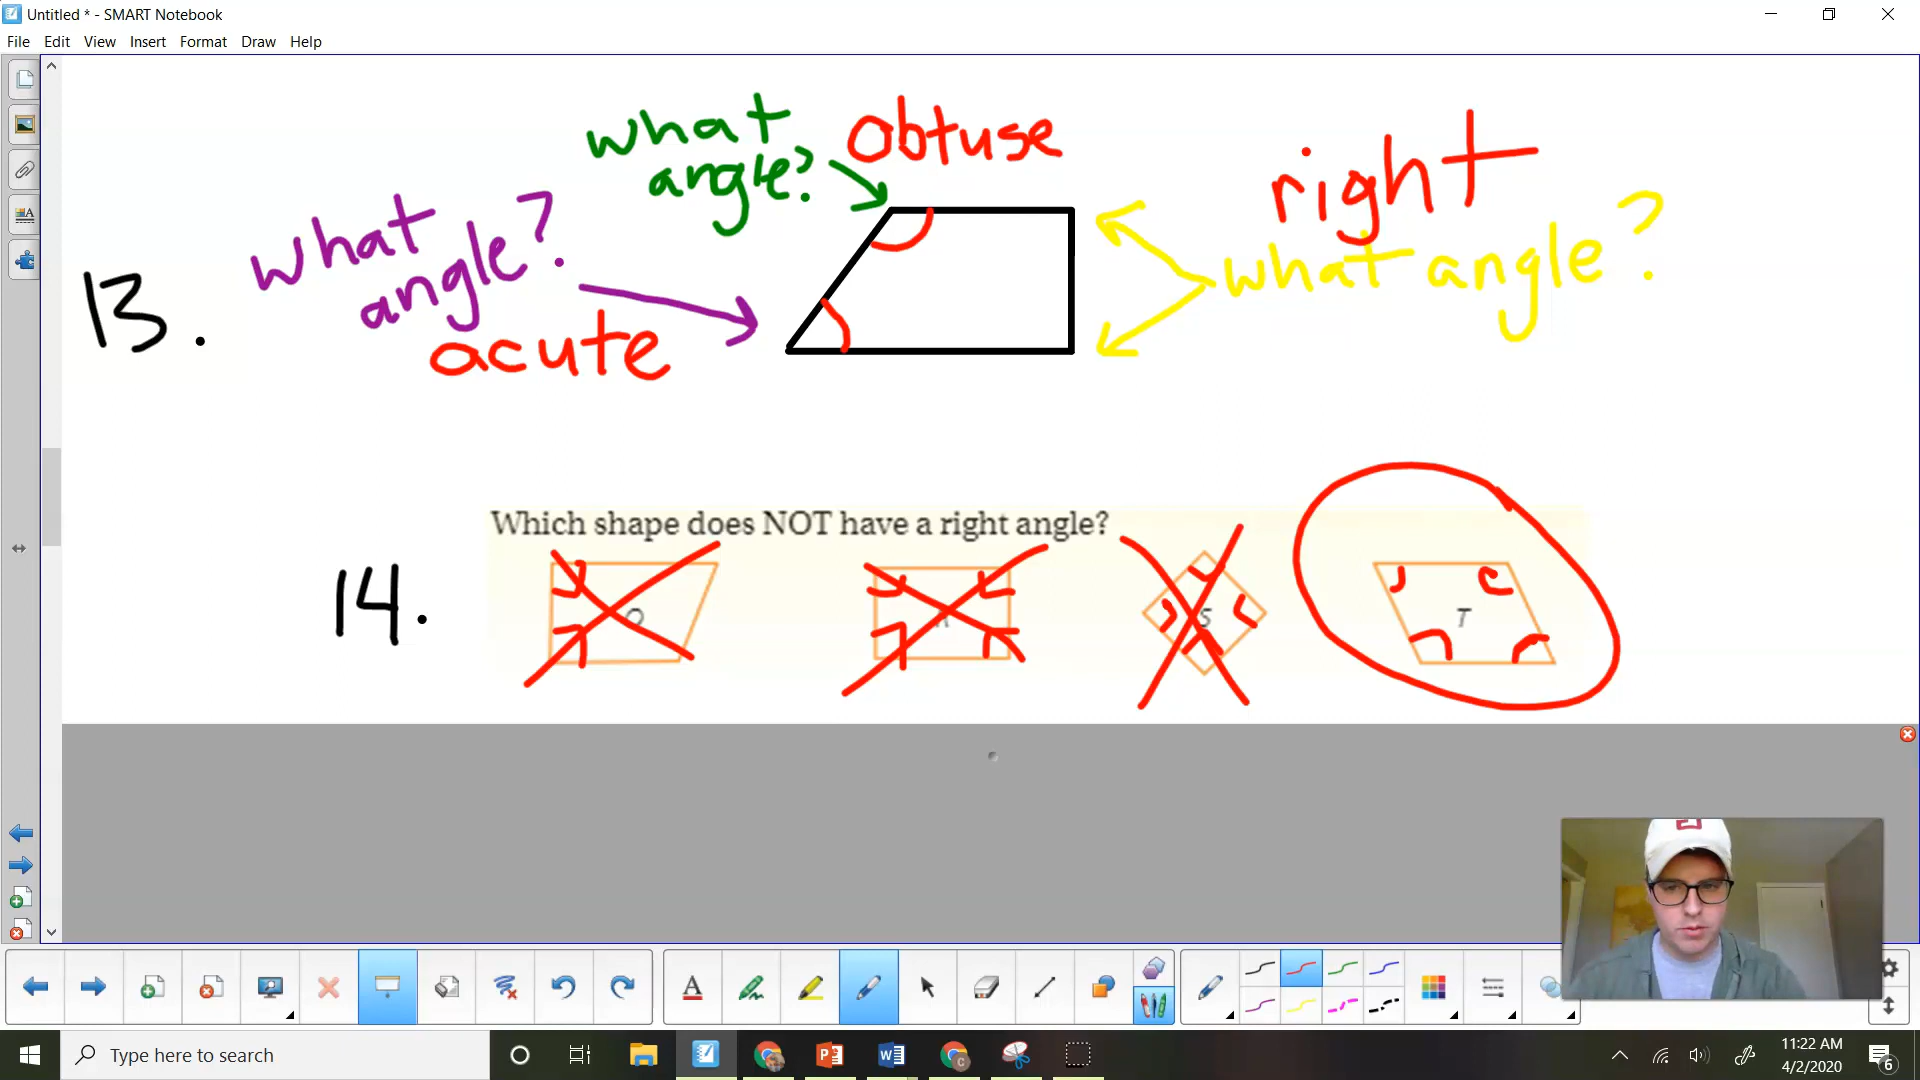 Untitled * - SMART Notebook
File Edit View Insert Format Draw Help
what angle? obtuse
right
what angle?
what angle?
acute
13.
Which shape does NOT have a right angle?
14.
S
T
A
Type here to search
11:22 AM
4/2/2020
6